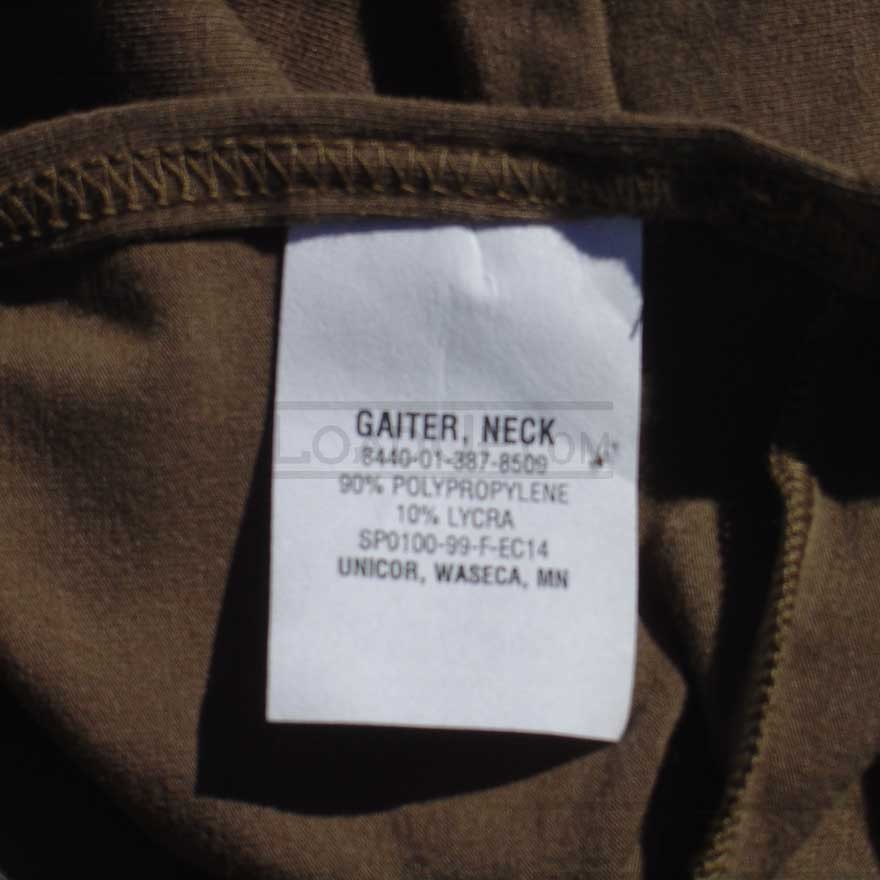 GAITER, NECK
8440-01-387-8509
90% POLYPROPYLENE
10% LYCRA
SP0100-99-F-EC14
UNICOR, WASECA, MN